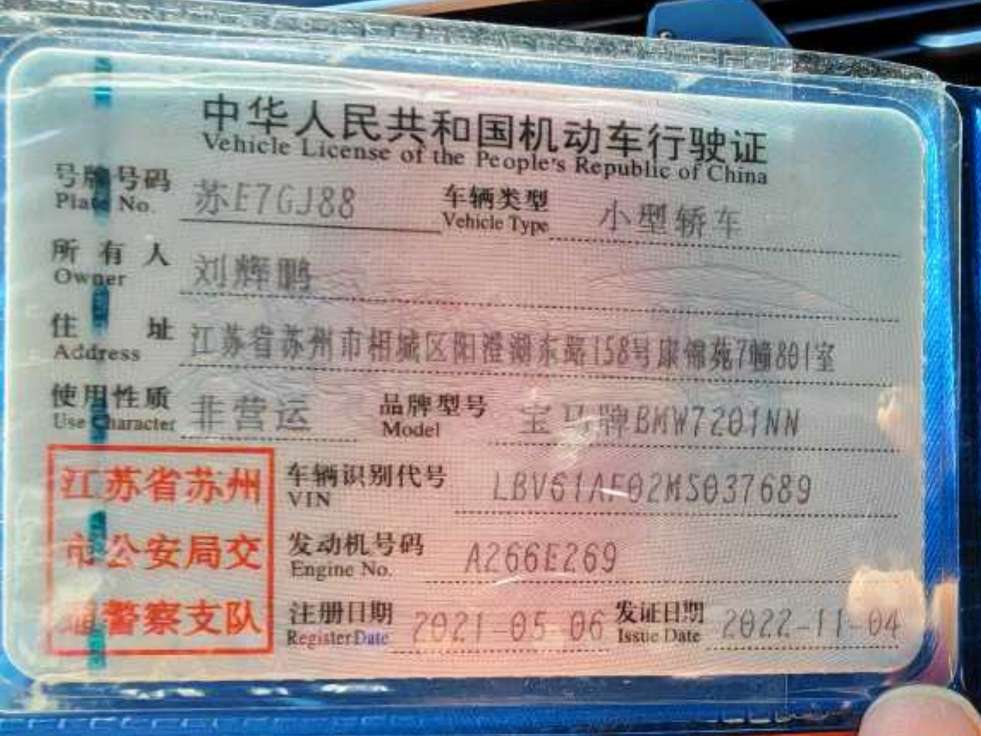 中华人民共和国机动车行驶证
Vehicle License of the People's Republic of China
号牌号码 苏E7GJ88 车辆类型 小型轿车
Plate No. Vehicle Type
所有人 刘辉鹏
Owner
住址 江苏省苏州市相城区阳澄湖东路158号康锦苑7幢801室
Address
使用性质 非营运 品牌型号 宝马牌BMW7201NN
Use Character Model
江苏省苏州 车辆识别代号 LBV61AF02MS037689
VIN
市公安局交 发动机号码 A266E269
Engine No.
通警察支队 注册日期 2021-05-06 发证日期 2022-11-04
Register Date Issue Date